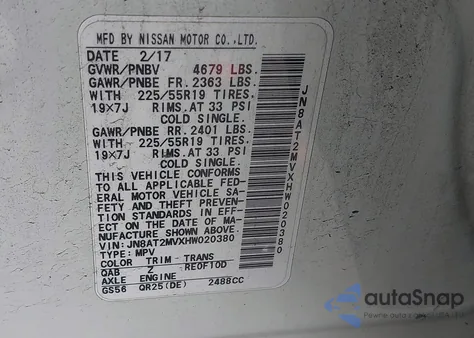 MFD BY NISSAN MOTOR CO.,LTD.
DATE 2/17
GVWR/PNBV 4679 LBS.
GAWR/PNBE FR. 2363 LBS.
WITH 225/55R19 TIRES.
19X7J RIMS.AT 33 PSI
COLD SINGLE.
GAWR/PNBE RR. 2401 LBS.
WITH 225/55R19 TIRES.
19X7J RIMS.AT 33 PSI
COLD SINGLE.
THIS VEHICLE CONFORMS
TO ALL APPLICABLE FED-
ERAL MOTOR VEHICLE SA-
FETY AND THEFT PREVEN-
TION STANDARDS IN EFF-
ECT ON THE DATE OF MA-
NUFACTURE SHOWN ABOVE.
VIN: JN8AT2MVXHW020380
TYPE: MPV
COLOR TRIM - TRANS
QAB Z RE0F10D
AXLE ENGINE
GS56 QR25(DE) 2488CC
JN8AT2MVXHW020380
autoSnap